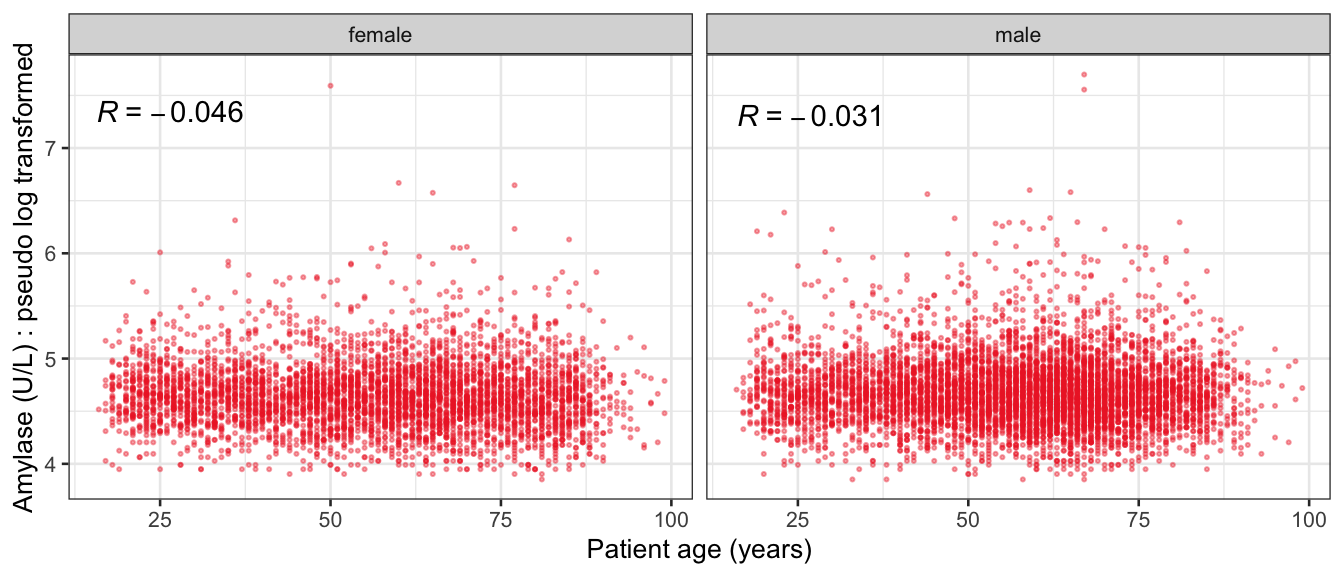 female
male
R = −0.046
R = −0.031
Amylase (U/L) : pseudo log transformed
7
6
5
4
25 50 75 100
25 50 75 100
Patient age (years)